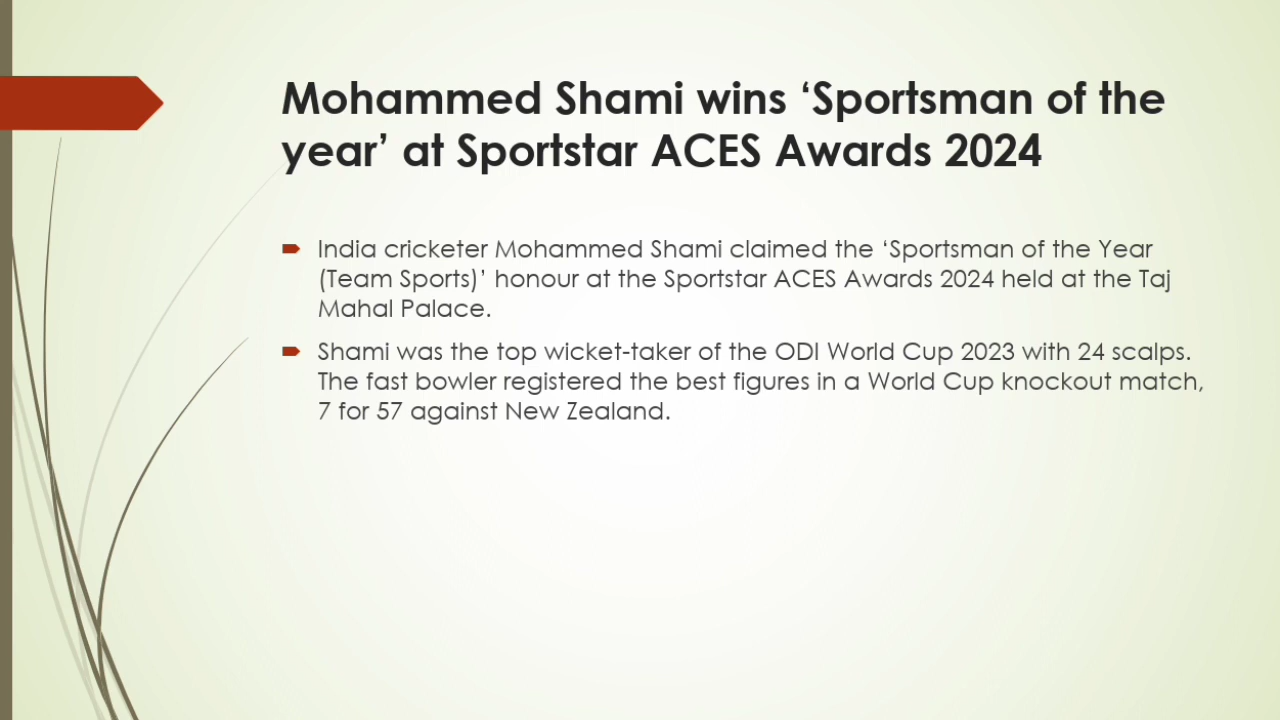 Mohammed Shami wins ‘Sportsman of the
year’ at Sportstar ACES Awards 2024
India cricketer Mohammed Shami claimed the ‘Sportsman of the Year
(Team Sports)’ honour at the Sportstar ACES Awards 2024 held at the Taj
Mahal Palace.
Shami was the top wicket-taker of the ODI World Cup 2023 with 24 scalps.
The fast bowler registered the best figures in a World Cup knockout match,
7 for 57 against New Zealand.